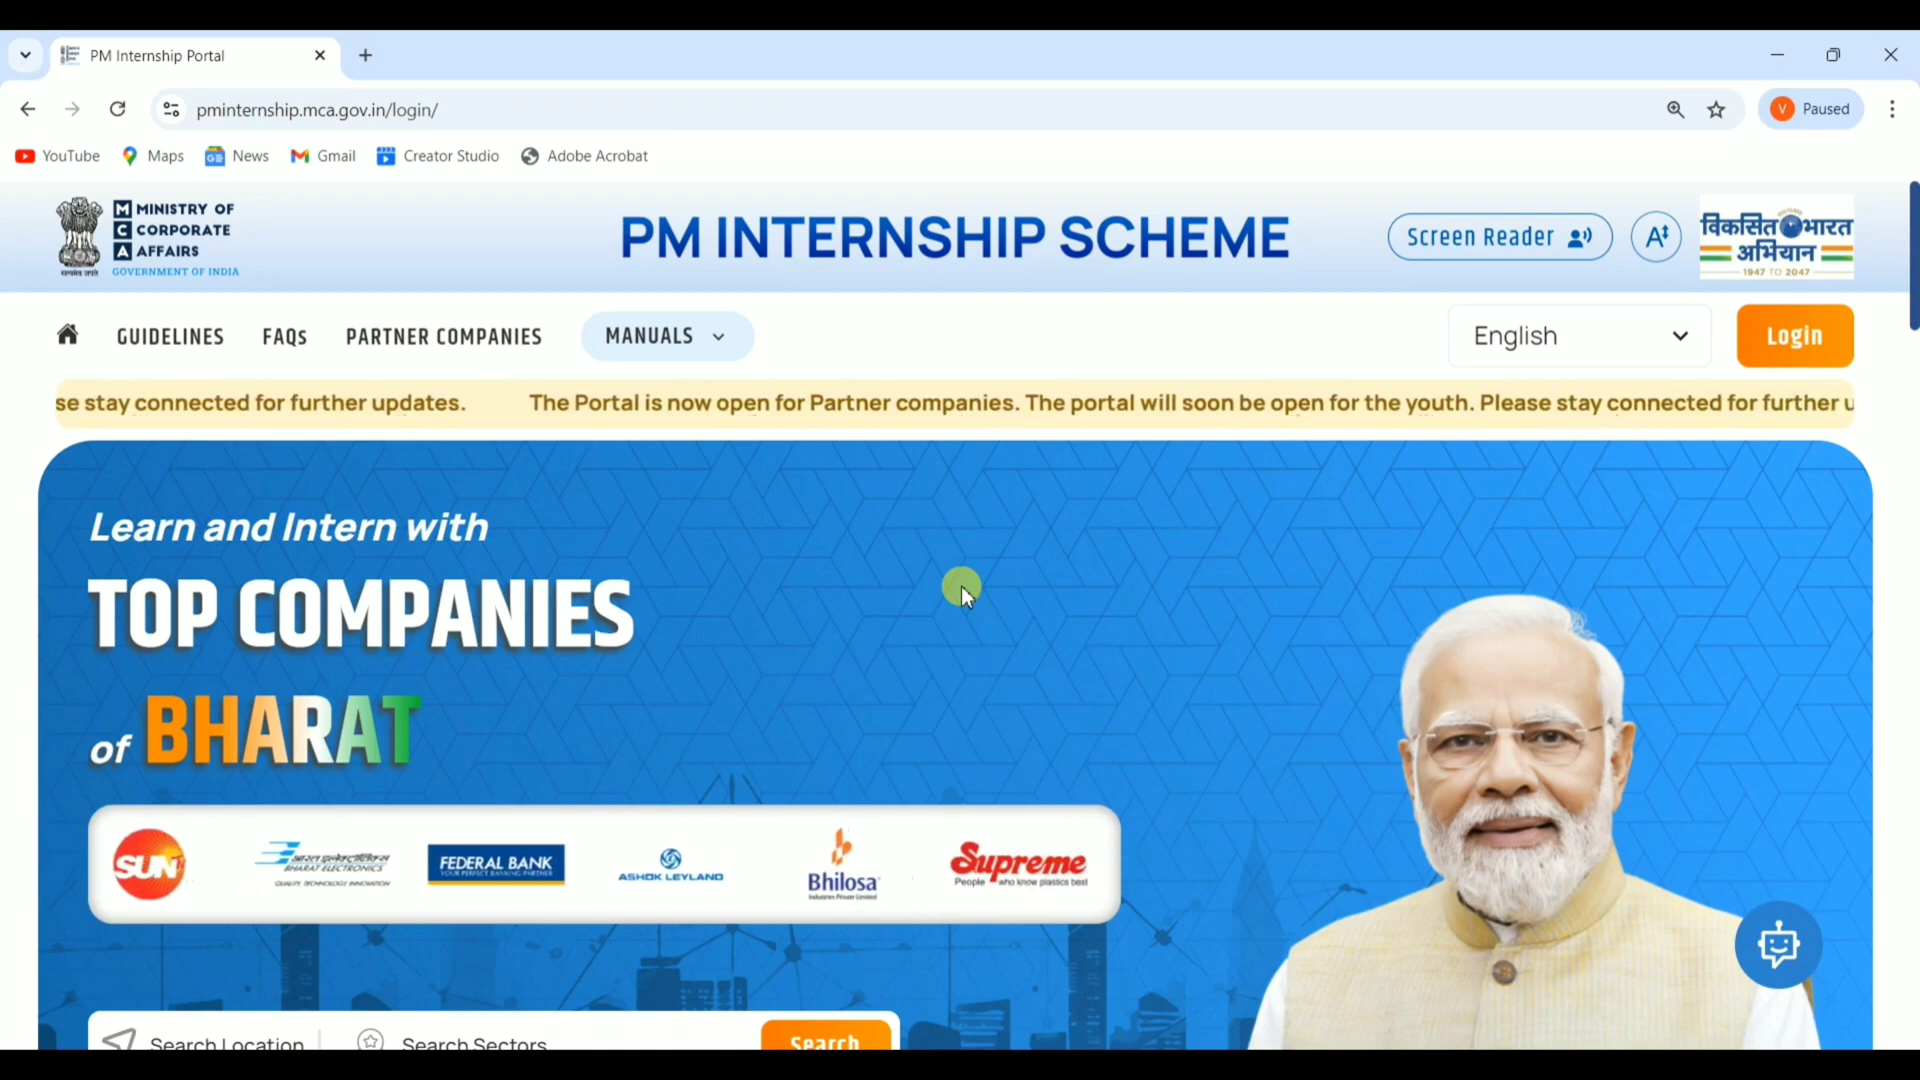 PM Internship Portal
pminternship.mca.gov.in/login/
V Paused
YouTube Maps News Gmail Creator Studio Adobe Acrobat
MINISTRY OF
CORPORATE
AFFAIRS
GOVERNMENT OF INDIA
सत्यमेव जयते
PM INTERNSHIP SCHEME
Screen Reader
A
विकसित भारत
अभियान
1947 TO 2047
GUIDELINES FAQs PARTNER COMPANIES MANUALS
English
Login
se stay connected for further updates. The Portal is now open for Partner companies. The portal will soon be open for the youth. Please stay connected for further u
Learn and Intern with
TOP COMPANIES
of BHARAT
SUN
भारत इलेक्ट्रॉनिक्स
BHARAT ELECTRONICS
QUALITY TECHNOLOGY INNOVATION
FEDERAL BANK
YOUR PERFECT BANKING PARTNER
ASHOK LEYLAND
Bhilosa
Industries Private Limited
Supreme
People who know plastics best
Search Location
Search Sectors
Search